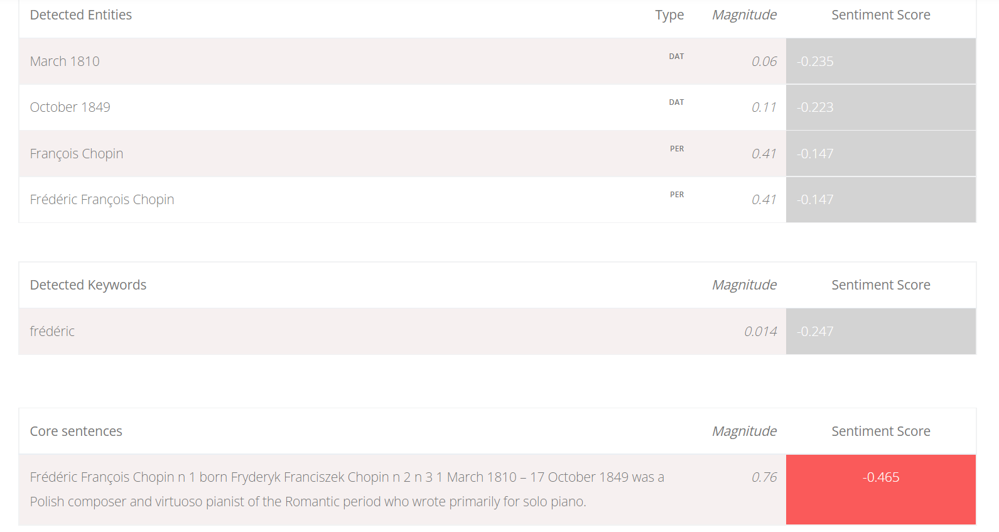 Detected Entities Type Magnitude Sentiment Score
March 1810 DAT 0.06 -0.235
October 1849 DAT 0.11 -0.223
François Chopin PER 0.41 -0.147
Frédéric François Chopin PER 0.41 -0.147
Detected Keywords Magnitude Sentiment Score
frédéric 0.014 -0.247
Core sentences Magnitude Sentiment Score
Frédéric François Chopin n 1 born Fryderyk Franciszek Chopin n 2 n 3 1 March 1810 – 17 October 1849 was a 0.76 -0.465
Polish composer and virtuoso pianist of the Romantic period who wrote primarily for solo piano.